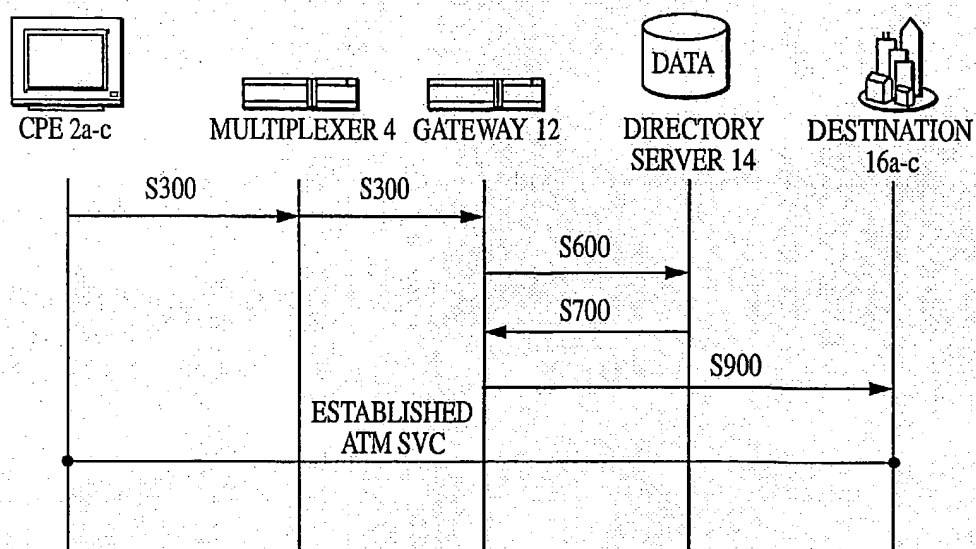 DATA
CPE 2a-c
MULTIPLEXER 4
GATEWAY 12
DIRECTORY
SERVER 14
DESTINATION
16a-c
S300
S300
S600
S700
S900
ESTABLISHED
ATM SVC